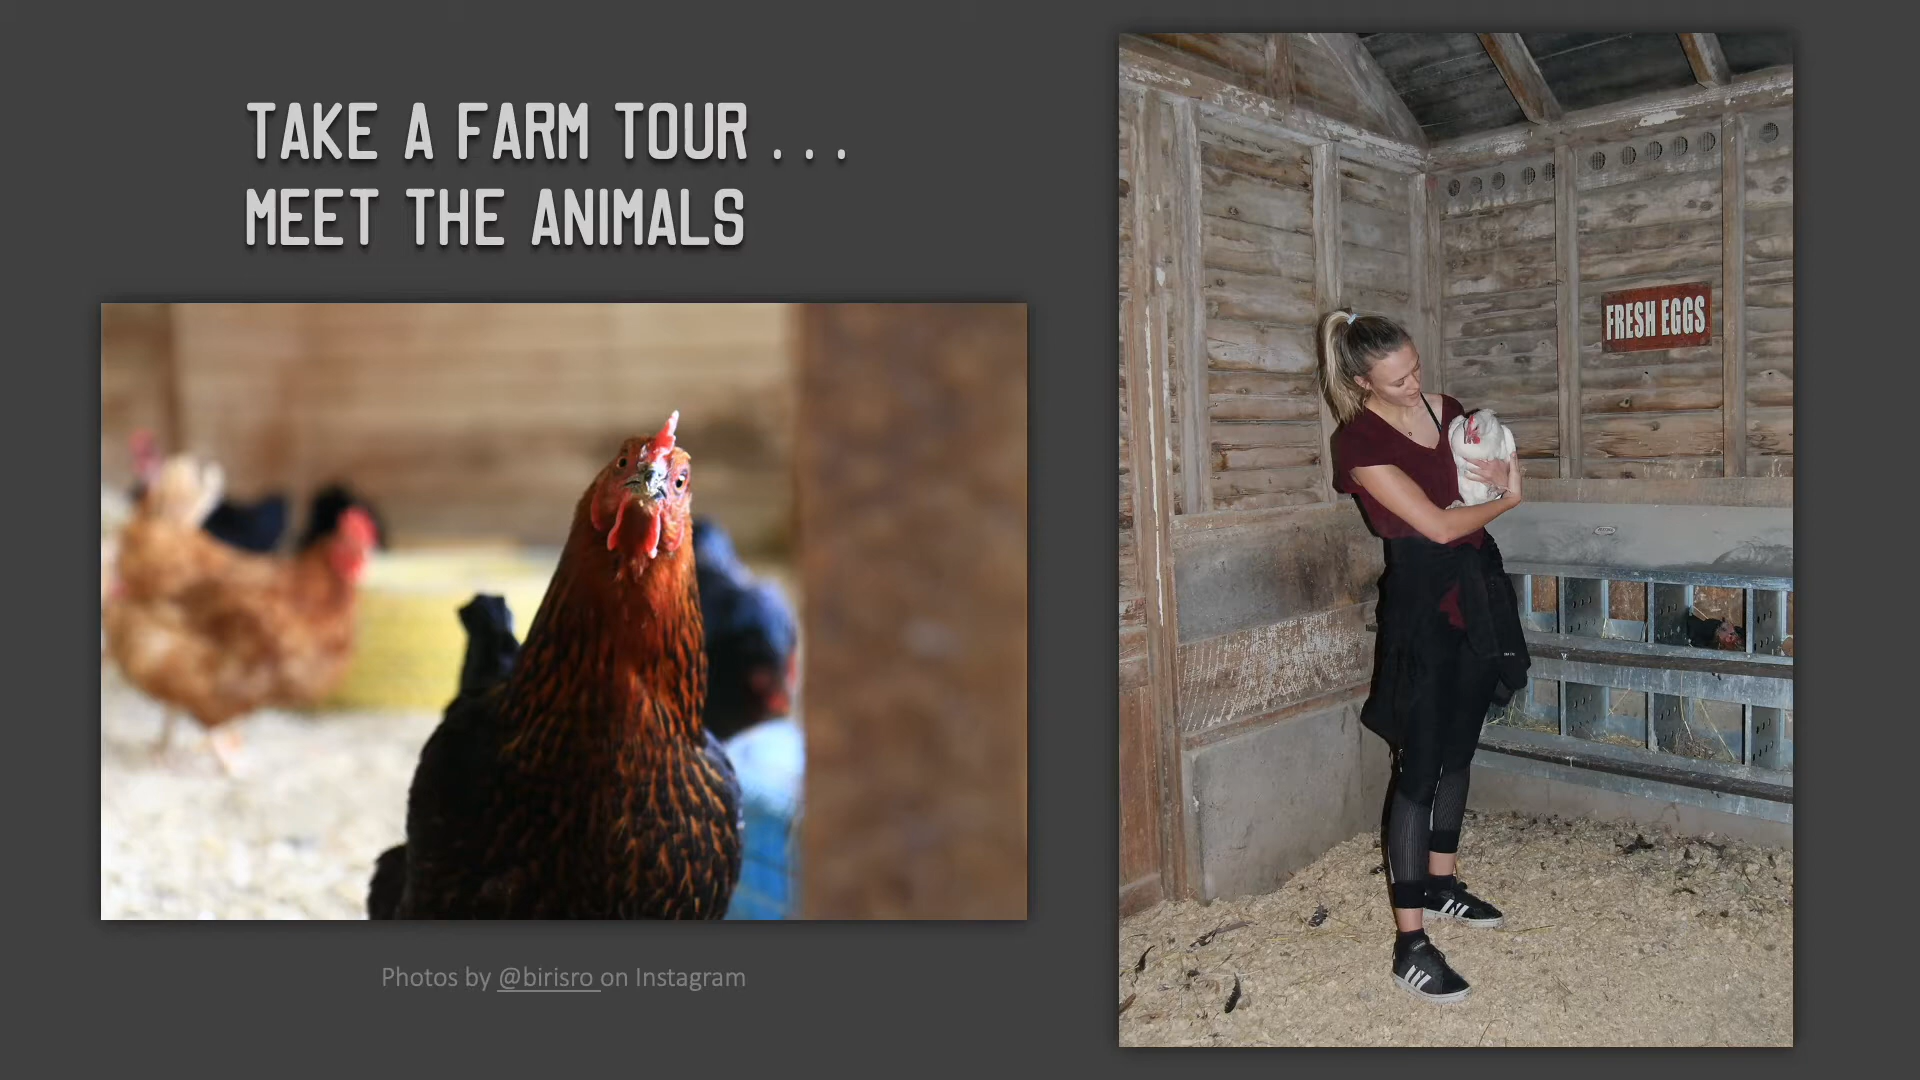 TAKE A FARM TOUR . . .
MEET THE ANIMALS
FRESH EGGS
Photos by @birisro on Instagram